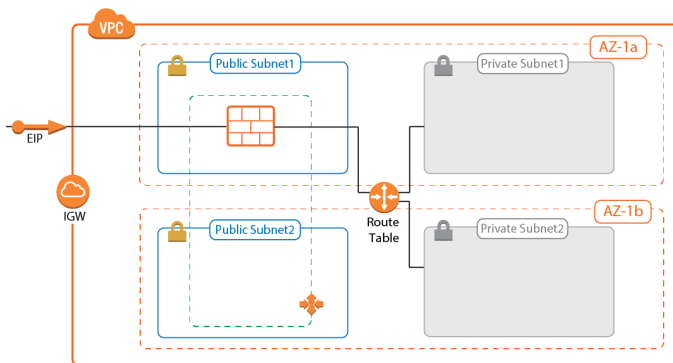 VPC
AZ-1a
Public Subnet1
Private Subnet1
EIP
IGW
Route
Table
AZ-1b
Public Subnet2
Private Subnet2